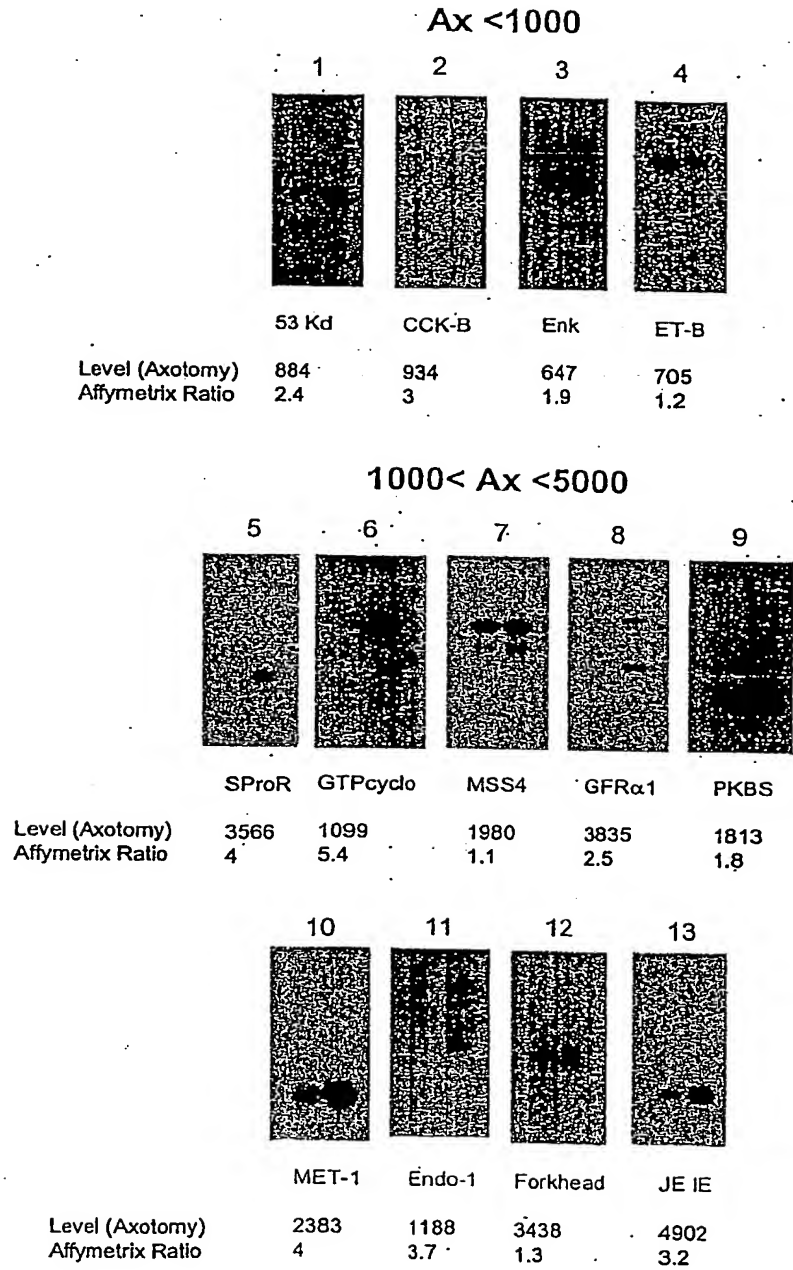 Ax <1000
1 2 3 4
53 Kd CCK-B Enk ET-B
Level (Axotomy) 884 934 647 705
Affymetrix Ratio 2.4 3 1.9 1.2
1000< Ax <5000
5 6 7 8 9
SProR GTPcyclo MSS4 GFRα1 PKBS
Level (Axotomy) 3566 1099 1980 3835 1813
Affymetrix Ratio 4 5.4 1.1 2.5 1.8
10 11 12 13
MET-1 Endo-1 Forkhead JE IE
Level (Axotomy) 2383 1188 3438 4902
Affymetrix Ratio 4 3.7 1.3 3.2